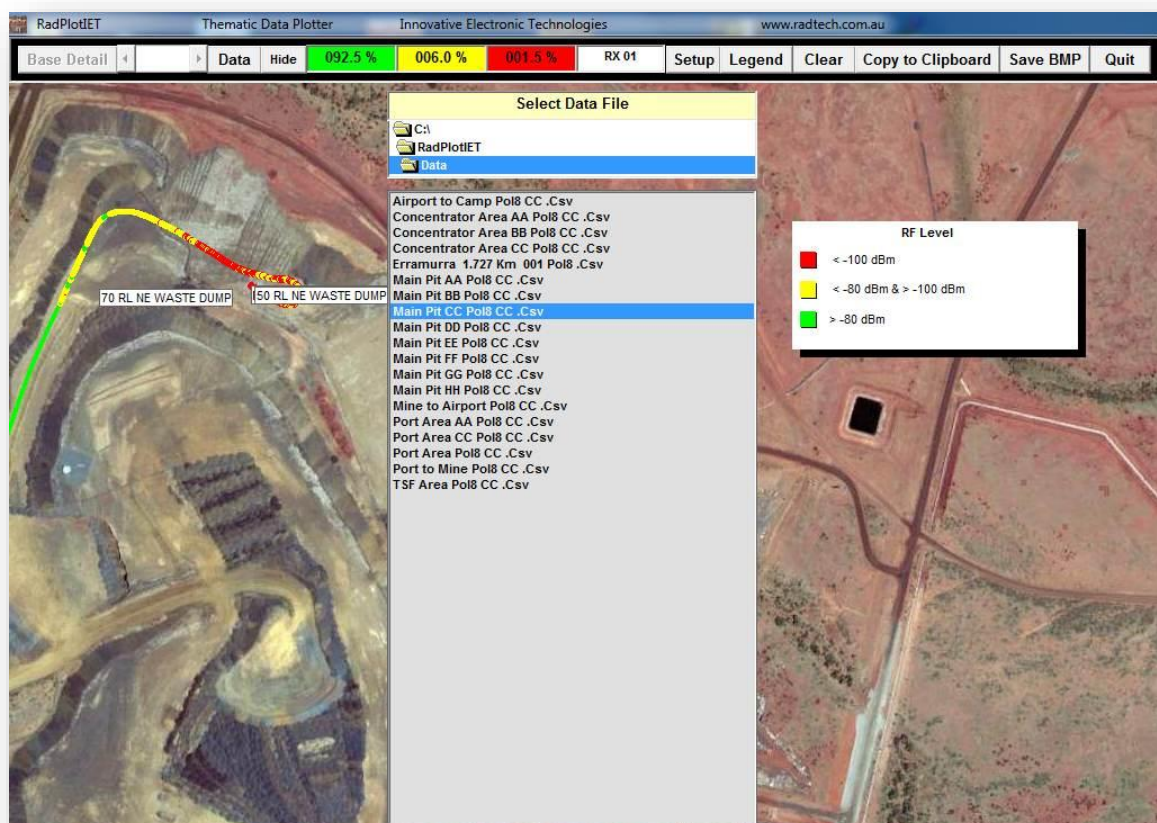 RadPlotIET Thematic Data Plotter Innovative Electronic Technologies www.radtech.com.au
Base Detail Data Hide 092.5 % 006.0 % 001.5 % RX 01 Setup Legend Clear Copy to Clipboard Save BMP Quit
Select Data File
C:\
RadPlotIET
Data
Airport to Camp Pol8 CC .Csv
Concentrator Area AA Pol8 CC .Csv
Concentrator Area BB Pol8 CC .Csv
Concentrator Area CC Pol8 CC .Csv
Erramurra 1.727 Km 001 Pol8 .Csv
Main Pit AA Pol8 CC .Csv
Main Pit BB Pol8 CC .Csv
Main Pit CC Pol8 CC .Csv
Main Pit DD Pol8 CC .Csv
Main Pit EE Pol8 CC .Csv
Main Pit FF Pol8 CC .Csv
Main Pit GG Pol8 CC .Csv
Main Pit HH Pol8 CC .Csv
Mine to Airport Pol8 CC .Csv
Port Area AA Pol8 CC .Csv
Port Area CC Pol8 CC .Csv
Port Area Pol8 CC .Csv
Port to Mine Pol8 CC .Csv
TSF Area Pol8 CC .Csv
70 RL NE WASTE DUMP
50 RL NE WASTE DUMP
RF Level
< -100 dBm
< -80 dBm & > -100 dBm
> -80 dBm